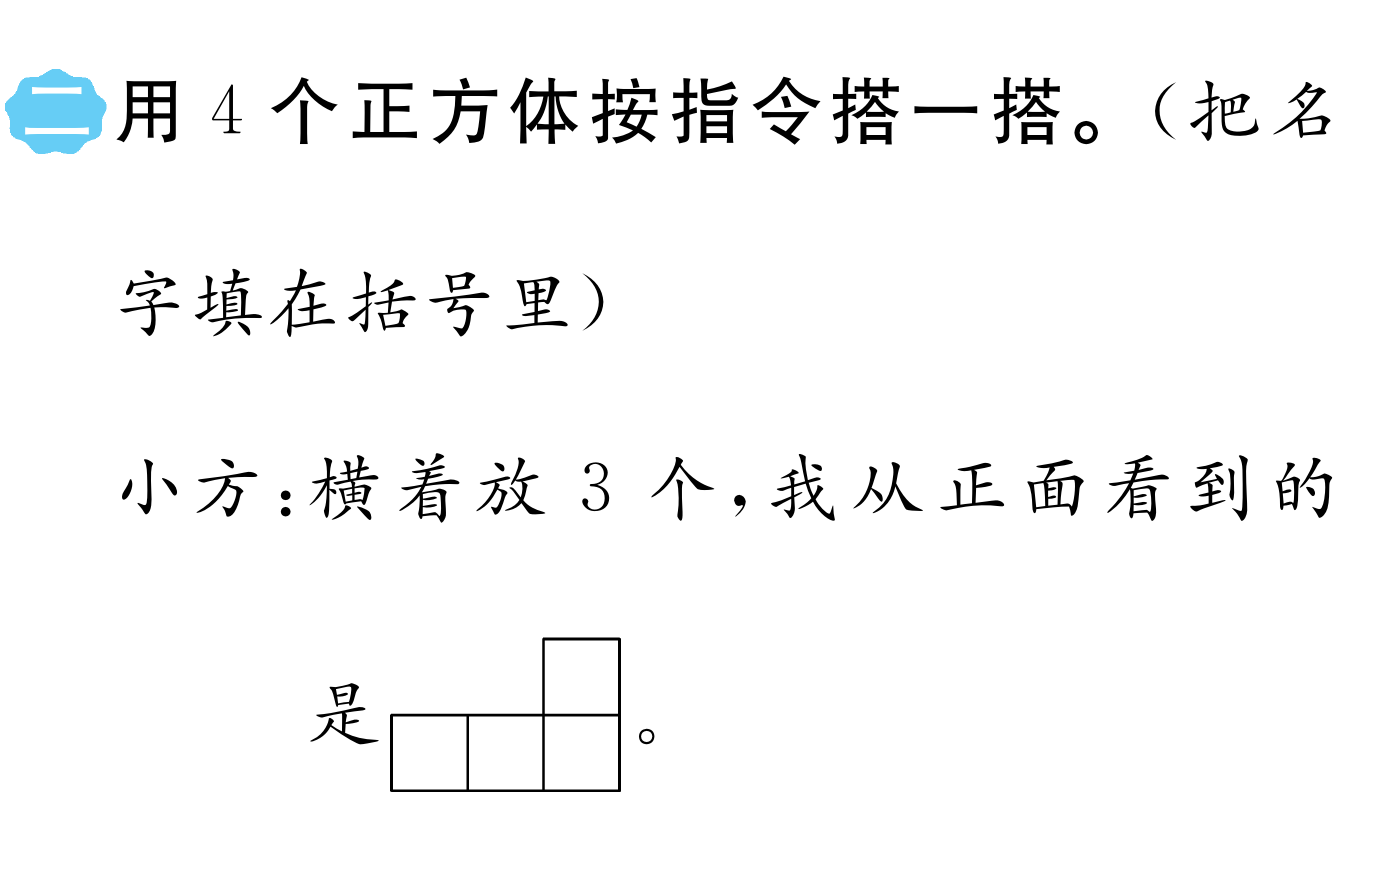 二 用 4 个正方体按指令搭一搭。(把名
字填在括号里)
小方:横着放 3 个,我从正面看到的
是。